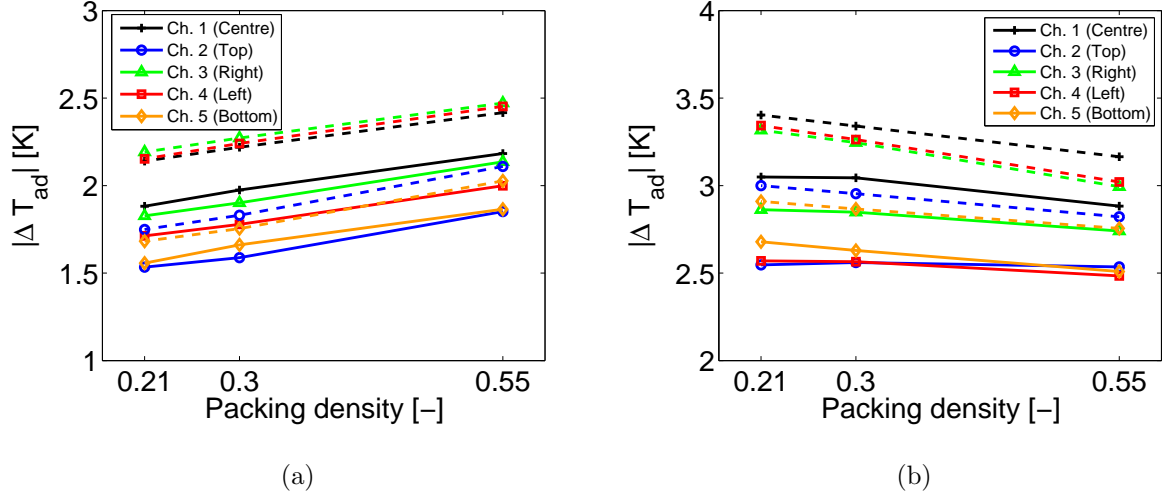 3
2.5
2
1.5
1
|Δ T_ad| [K]
Ch. 1 (Centre)
Ch. 2 (Top)
Ch. 3 (Right)
Ch. 4 (Left)
Ch. 5 (Bottom)
0.21 0.3 0.55
Packing density [−]
(a)
4
3.5
3
2.5
2
|Δ T_ad| [K]
Ch. 1 (Centre)
Ch. 2 (Top)
Ch. 3 (Right)
Ch. 4 (Left)
Ch. 5 (Bottom)
0.21 0.3 0.55
Packing density [−]
(b)